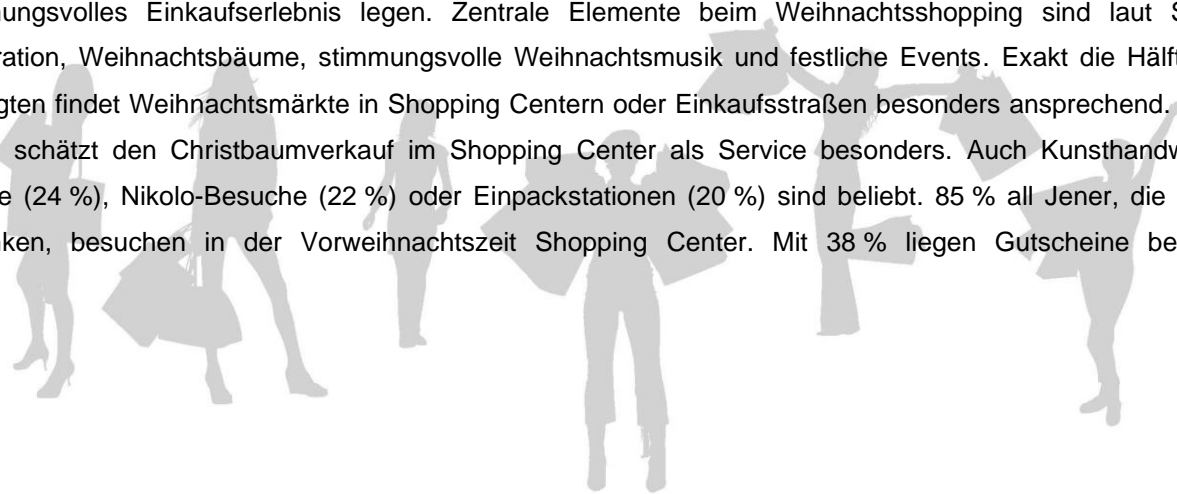 ungsvolles Einkaufserlebnis legen. Zentrale Elemente beim Weihnachtsshopping sind laut S
ration, Weihnachtsbäume, stimmungsvolle Weihnachtsmusik und festliche Events. Exakt die Hälft
gten findet Weihnachtsmärkte in Shopping Centern oder Einkaufsstraßen besonders ansprechend.
schätzt den Christbaumverkauf im Shopping Center als Service besonders. Auch Kunsthandw
e (24 %), Nikolo-Besuche (22 %) oder Einpackstationen (20 %) sind beliebt. 85 % all Jener, die
ken, besuchen in der Vorweihnachtszeit Shopping Center. Mit 38 % liegen Gutscheine be